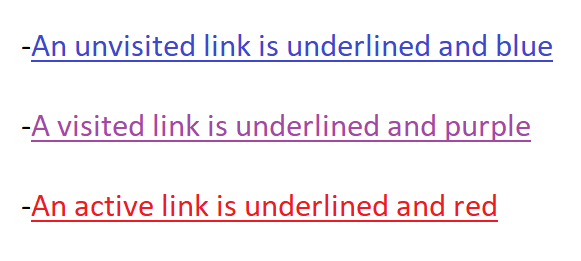 -An unvisited link is underlined and blue
-A visited link is underlined and purple
-An active link is underlined and red